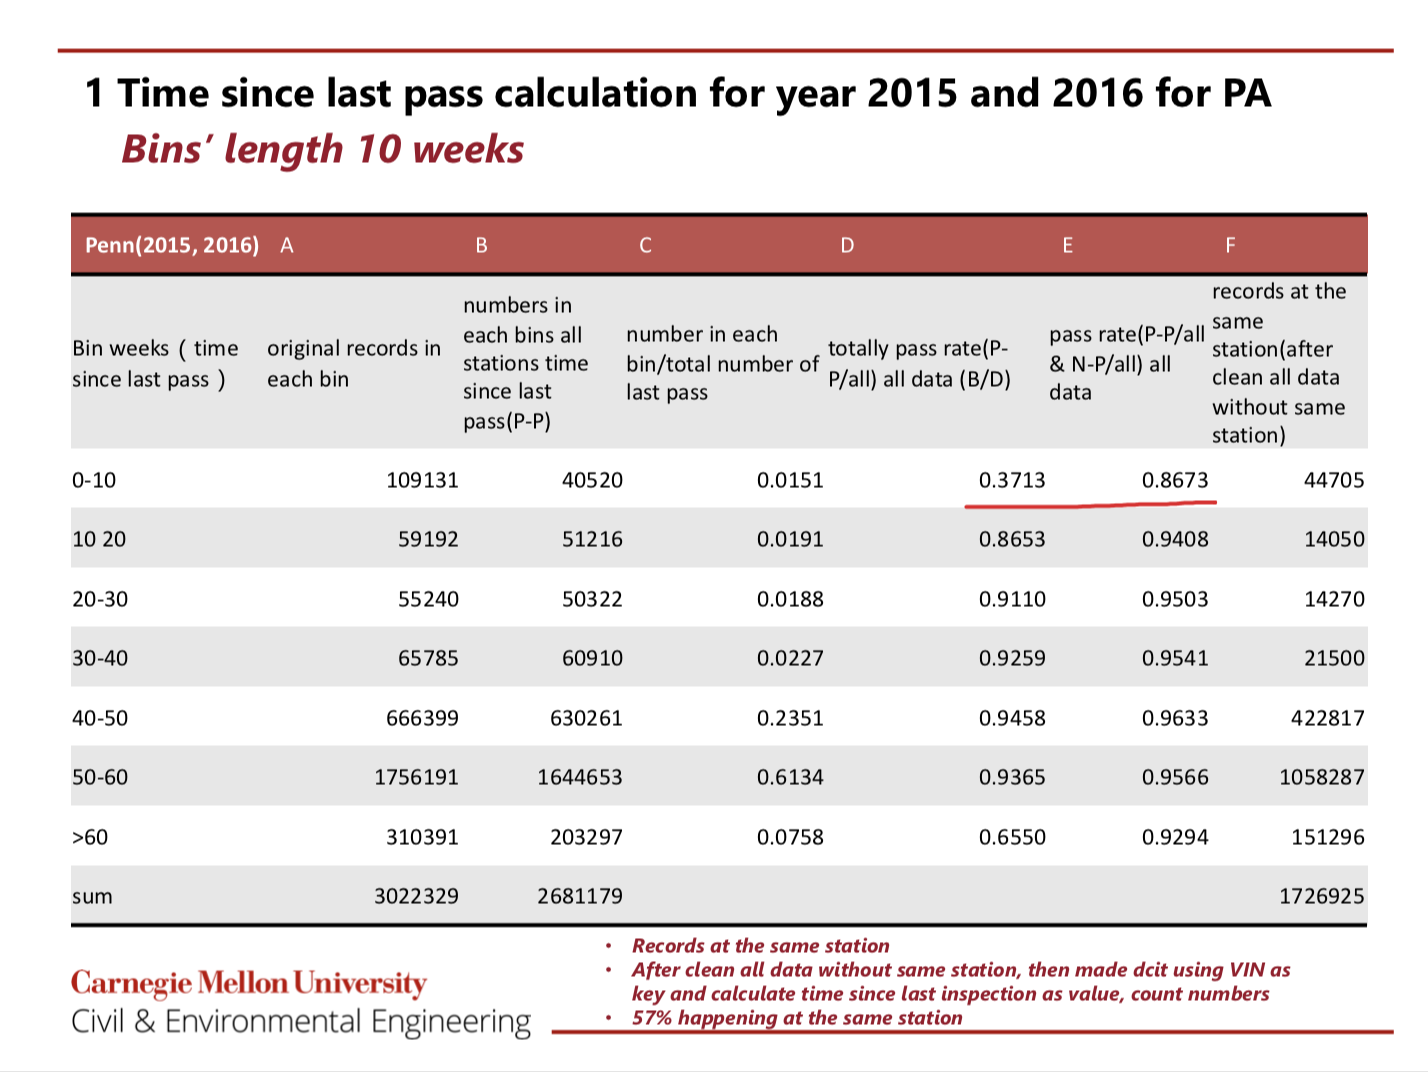 1 Time since last pass calculation for year 2015 and 2016 for PA
Bins’ length 10 weeks
Penn(2015, 2016) A B C D E F
Bin weeks ( time since last pass )
original records in each bin
numbers in each bins all stations time since last pass(P-P)
number in each bin/total number of last pass
totally pass rate(P-P/all) all data (B/D)
pass rate(P-P/all & N-P/all) all data
records at the same station(after clean all data without same station)
0-10 109131 40520 0.0151 0.3713 0.8673 44705
10 20 59192 51216 0.0191 0.8653 0.9408 14050
20-30 55240 50322 0.0188 0.9110 0.9503 14270
30-40 65785 60910 0.0227 0.9259 0.9541 21500
40-50 666399 630261 0.2351 0.9458 0.9633 422817
50-60 1756191 1644653 0.6134 0.9365 0.9566 1058287
>60 310391 203297 0.0758 0.6550 0.9294 151296
sum 3022329 2681179 1726925
• Records at the same station
• After clean all data without same station, then made dcit using VIN as
key and calculate time since last inspection as value, count numbers
• 57% happening at the same station
Carnegie Mellon University
Civil & Environmental Engineering